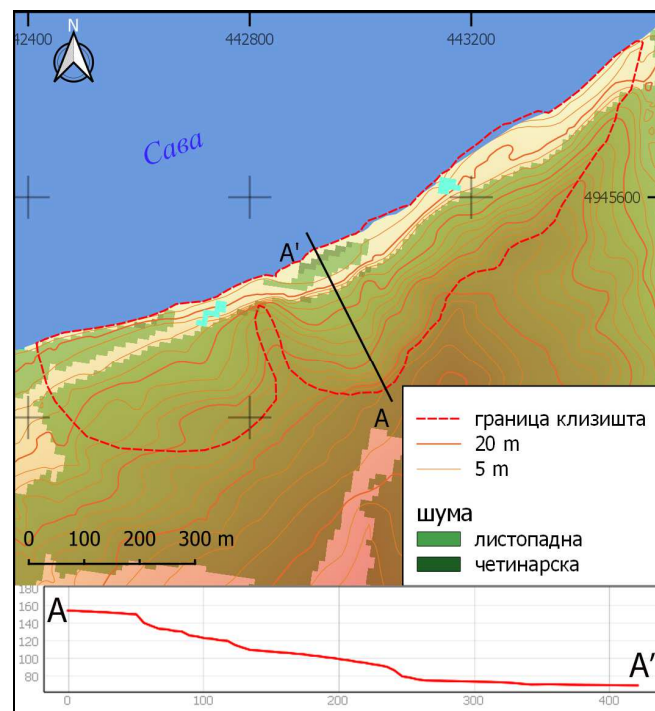 N
42400 442800 443200
Сава
4945600
A'
A
граница клизишта
20 m
5 m
шума
листопадна
четинарска
0 100 200 300 m
180
A
160
140
120
100
80
A'
0 100 200 300 400